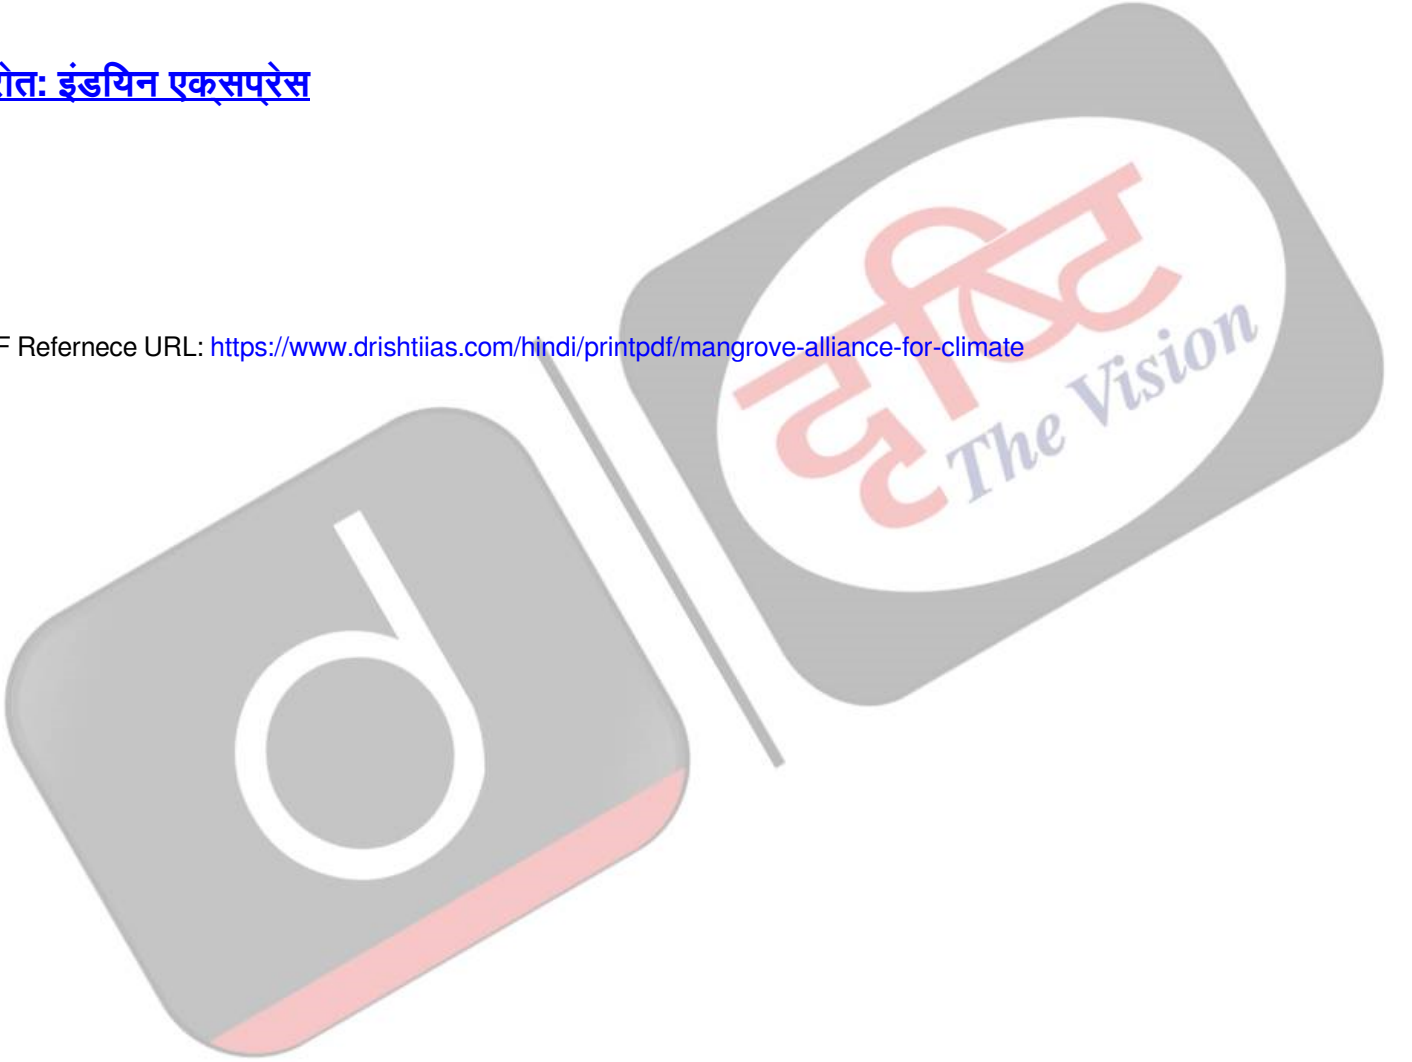 रोत: इंडियन एक्सप्रेस
F Refernece URL: https://www.drishtiias.com/hindi/printpdf/mangrove-alliance-for-climate
दृष्टि
The Vision
d